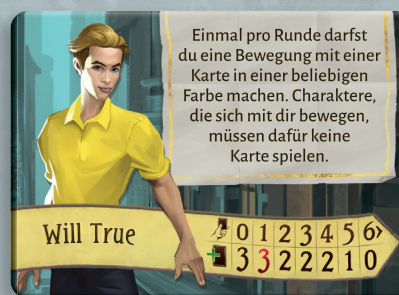 Einmal pro Runde darfst
du eine Bewegung mit einer
Karte in einer beliebigen
Farbe machen. Charaktere,
die sich mit dir bewegen,
müssen dafür keine
Karte spielen.
Will True
0 1 2 3 4 5 6›
+ 3 3 2 2 2 1 0